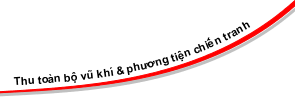 Thu toàn bộ vũ khí & phương tiện chiến tranh